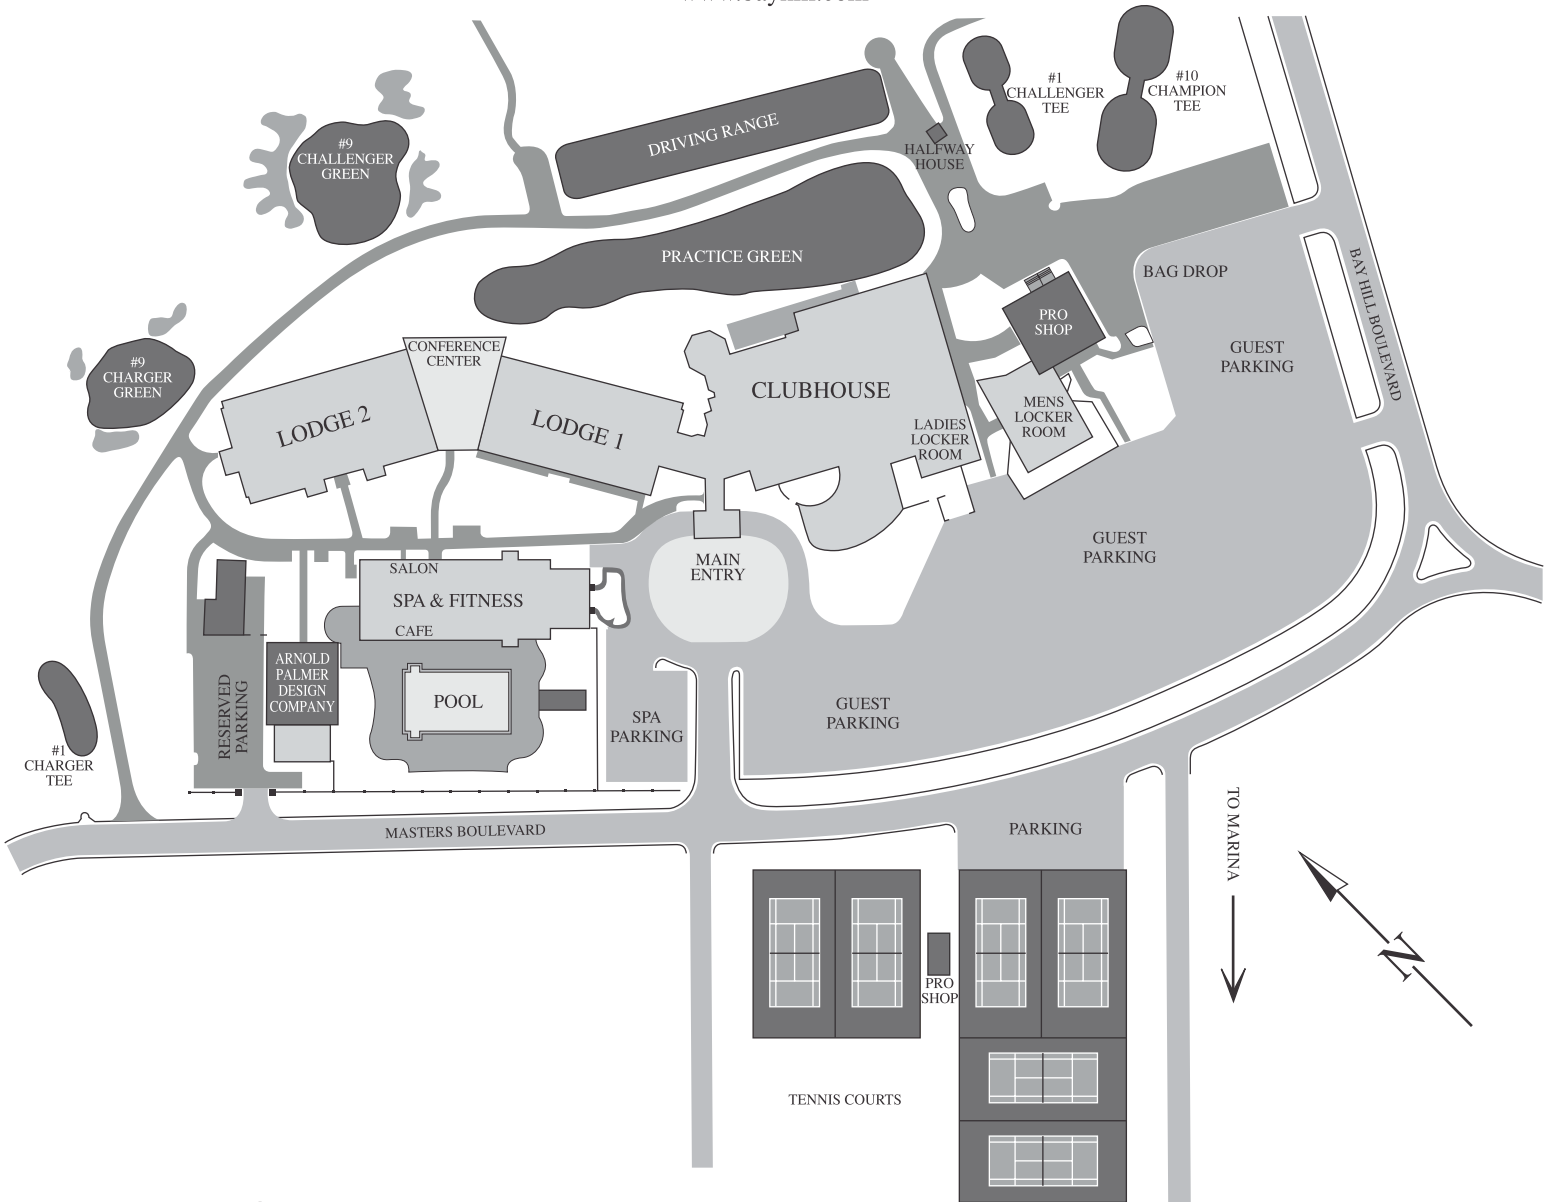 #1
CHALLENGER
TEE
#10
CHAMPION
TEE
DRIVING RANGE
HALFWAY
HOUSE
#9
CHALLENGER
GREEN
PRACTICE GREEN
BAG DROP
BAY HILL BOULEVARD
PRO
SHOP
GUEST
PARKING
CONFERENCE
CENTER
#9
CHARGER
GREEN
LODGE 2
LODGE 1
CLUBHOUSE
LADIES
LOCKER
ROOM
MENS
LOCKER
ROOM
GUEST
PARKING
MAIN
ENTRY
SALON
SPA & FITNESS
CAFE
ARNOLD
PALMER
DESIGN
COMPANY
RESERVED
PARKING
POOL
SPA
PARKING
GUEST
PARKING
#1
CHARGER
TEE
MASTERS BOULEVARD
PARKING
TO MARINA
N
PRO
SHOP
TENNIS COURTS